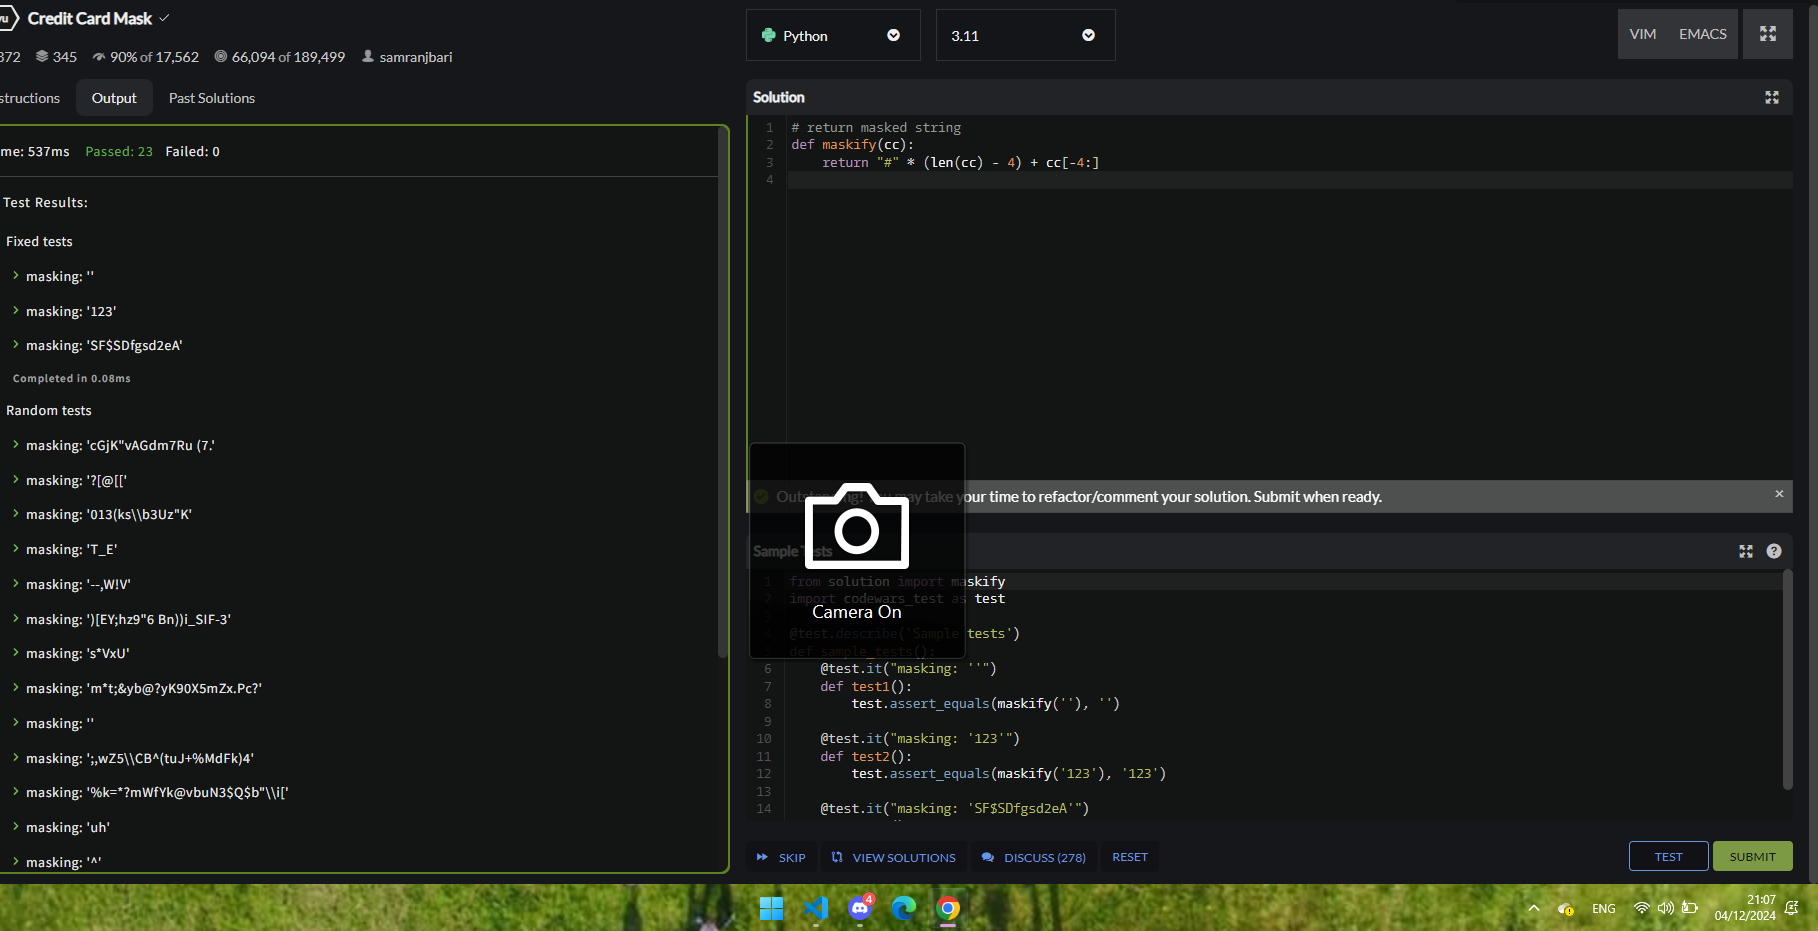 Credit Card Mask
372 345 90% of 17,562 66,094 of 189,499 samranjbari
structions Output Past Solutions
me: 537ms Passed: 23 Failed: 0
Test Results:
Fixed tests
masking: ''
masking: '123'
masking: 'SF$SDfgsd2eA'
Completed in 0.08ms
Random tests
masking: 'cGjK"vAGdm7Ru (7.'
masking: '?[@[['
masking: '013(ks\\b3Uz"K'
masking: 'T_E'
masking: '--,W!V'
masking: ')[EY;hz9"6 Bn))i_SIF-3'
masking: 's*VxU'
masking: 'm*t;&yb@?yK90X5mZx.Pc?'
masking: ''
masking: ';,wZ5\\CB^(tuJ+%MdFk)4'
masking: '%k=*?mWfYk@vbuN3$Q$b"\\i['
masking: 'uh'
masking: '^'
Python 3.11 VIM EMACS
Solution
1 # return masked string
2 def maskify(cc):
3 return "#" * (len(cc) - 4) + cc[-4:]
4
Outstanding! You may take your time to refactor/comment your solution. Submit when ready.
Sample Tests
1 from solution import maskify
2 import codewars_test as test
Camera On
4 @test.describe('Sample tests')
5 def sample_tests():
6 @test.it("masking: ''")
7 def test1():
8 test.assert_equals(maskify(''), '')
9
10 @test.it("masking: '123'")
11 def test2():
12 test.assert_equals(maskify('123'), '123')
13
14 @test.it("masking: 'SF$SDfgsd2eA'")
SKIP VIEW SOLUTIONS DISCUSS (278) RESET TEST SUBMIT
4 ENG 21:07
04/12/2024